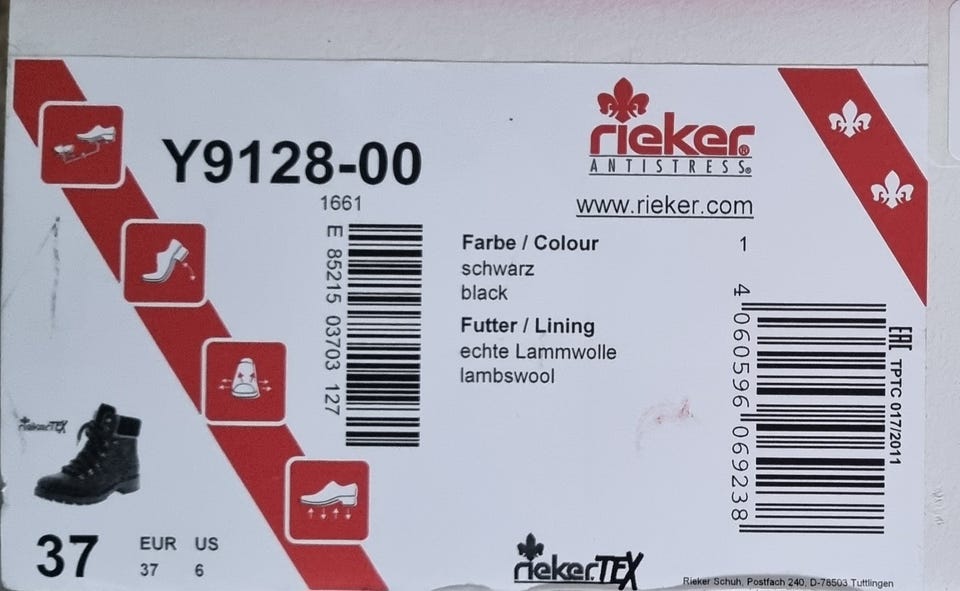 Y9128-00
1661
E 85215 03703 127
rieker®
ANTISTRESS®
www.rieker.com
Farbe / Colour
schwarz
black
Futter / Lining
echte Lammwolle
lambswool
1
4 060596 069238
EAC TPTC 017/2011
riekerTEX
37
EUR US
37 6
riekerTEX
Rieker Schuh, Postfach 240, D-78503 Tuttlingen